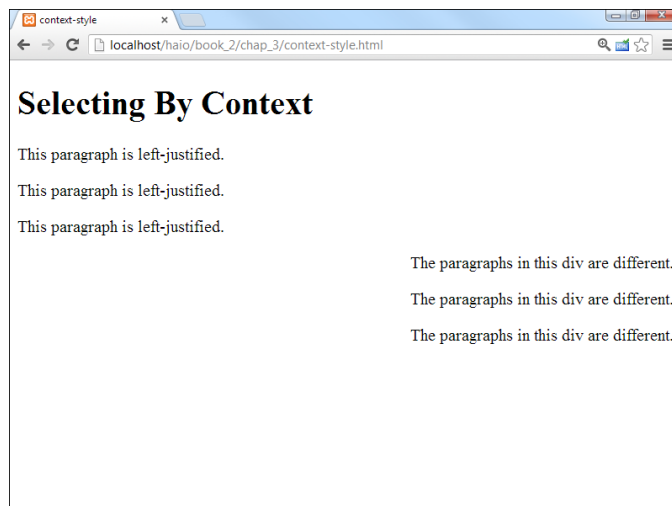 context-style
localhost/haio/book_2/chap_3/context-style.html
Selecting By Context
This paragraph is left-justified.
This paragraph is left-justified.
This paragraph is left-justified.
The paragraphs in this div are different.
The paragraphs in this div are different.
The paragraphs in this div are different.